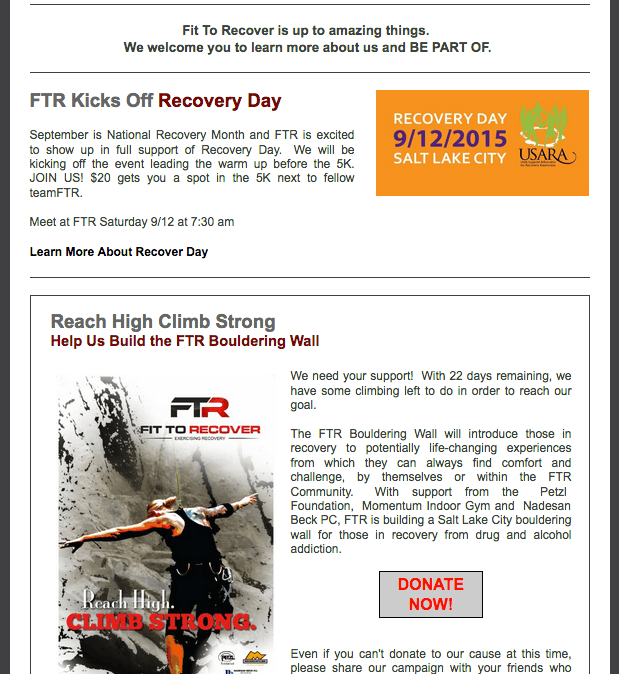 Fit To Recover is up to amazing things.
We welcome you to learn more about us and BE PART OF.
FTR Kicks Off Recovery Day
September is National Recovery Month and FTR is excited
to show up in full support of Recovery Day. We will be
kicking off the event leading the warm up before the 5K.
JOIN US! $20 gets you a spot in the 5K next to fellow
teamFTR.
Meet at FTR Saturday 9/12 at 7:30 am
Learn More About Recover Day
RECOVERY DAY
9/12/2015
SALT LAKE CITY
USARA
Reach High Climb Strong
Help Us Build the FTR Bouldering Wall
FTR
FIT TO RECOVER
EXERCISING RECOVERY
Reach High.
CLIMB STRONG.
We need your support! With 22 days remaining, we
have some climbing left to do in order to reach our
goal.
The FTR Bouldering Wall will introduce those in
recovery to potentially life-changing experiences
from which they can always find comfort and
challenge, by themselves or within the FTR
Community. With support from the Petzl
Foundation, Momentum Indoor Gym and Nadesan
Beck PC, FTR is building a Salt Lake City bouldering
wall for those in recovery from drug and alcohol
addiction.
DONATE
NOW!
Even if you can't donate to our cause at this time,
please share our campaign with your friends who